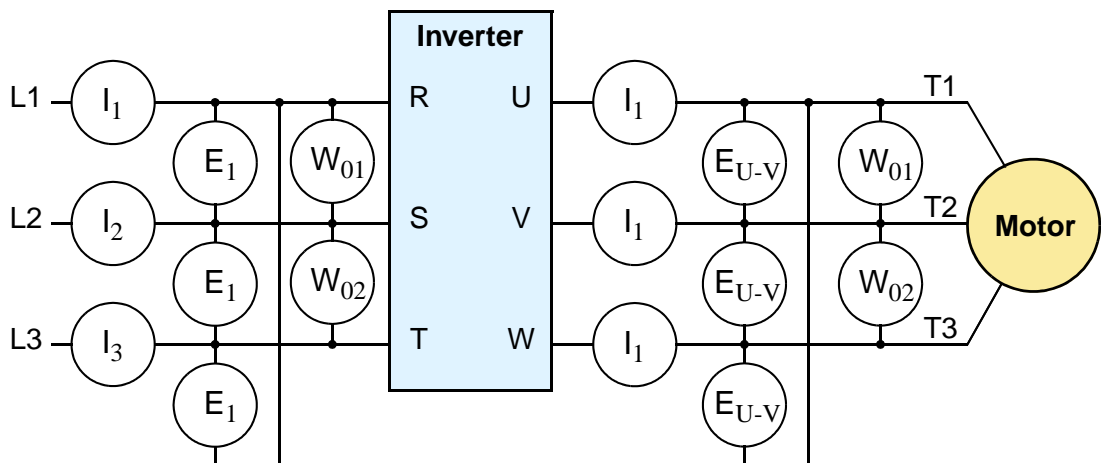 Inverter
L1 I1 R U I1 T1
E1 W01 EU-V W01
L2 I2 S V I1 T2 Motor
E1 W02 EU-V W02
L3 I3 T W I1 T3
E1 EU-V